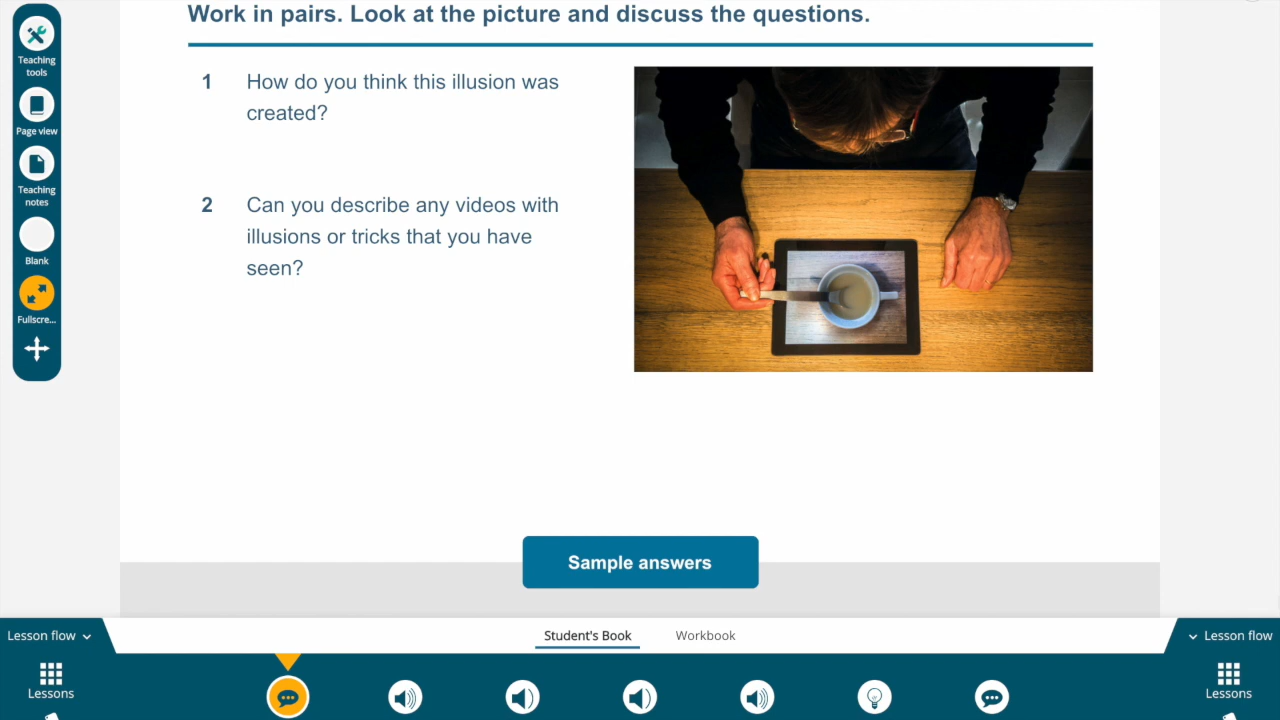 Work in pairs. Look at the picture and discuss the questions.
1 How do you think this illusion was
created?
2 Can you describe any videos with
illusions or tricks that you have
seen?
Sample answers
Teaching
tools
Page view
Teaching
notes
Blank
Fullscre...
Lesson flow
Student's Book
Workbook
Lesson flow
Lessons
Lessons